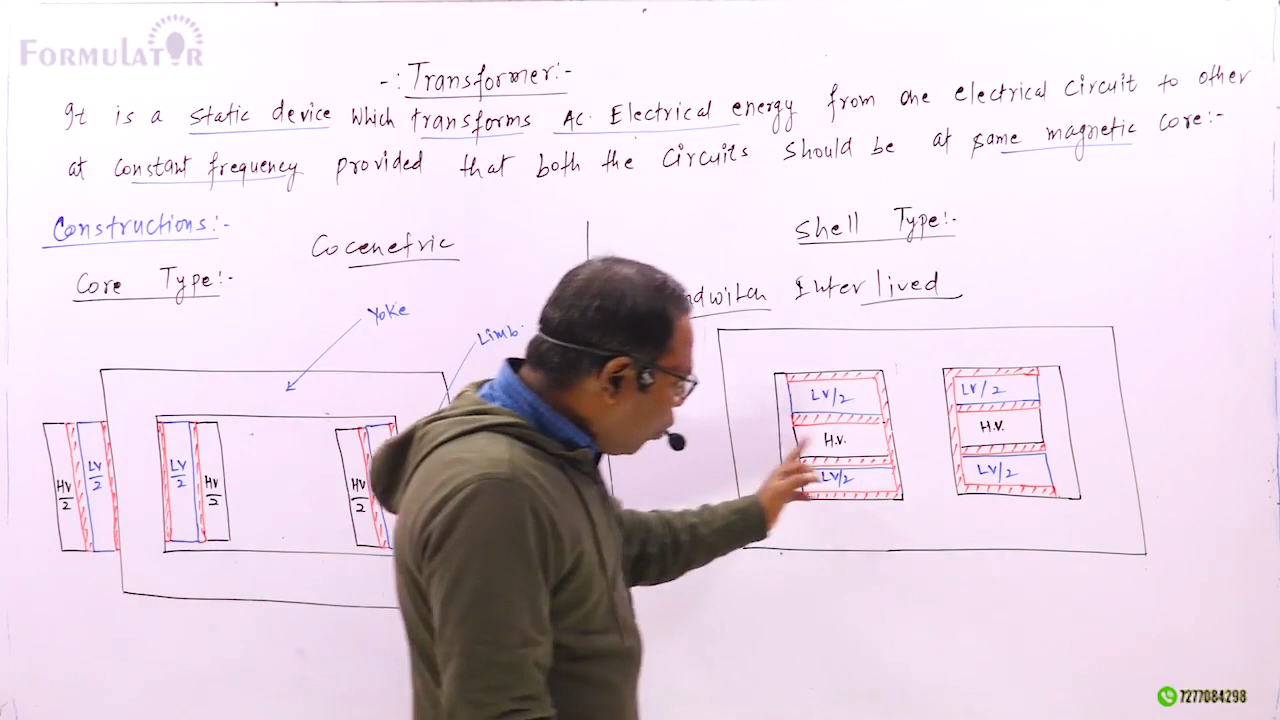 FORMULATOR
-: Transformer:-
It is a static device which transforms AC. Electrical energy from one electrical circuit to other
at constant frequency provided that both the circuits should be at same magnetic core:-
Constructions:-
Core Type:-
Cocenetric
Shell Type:-
Interlived
Yoke
Limb.
HV/2
LV/2
LV/2
HV/2
HV/2
LV/2
H.V.
LV/2
LV/2
H.V.
LV/2
7277084298